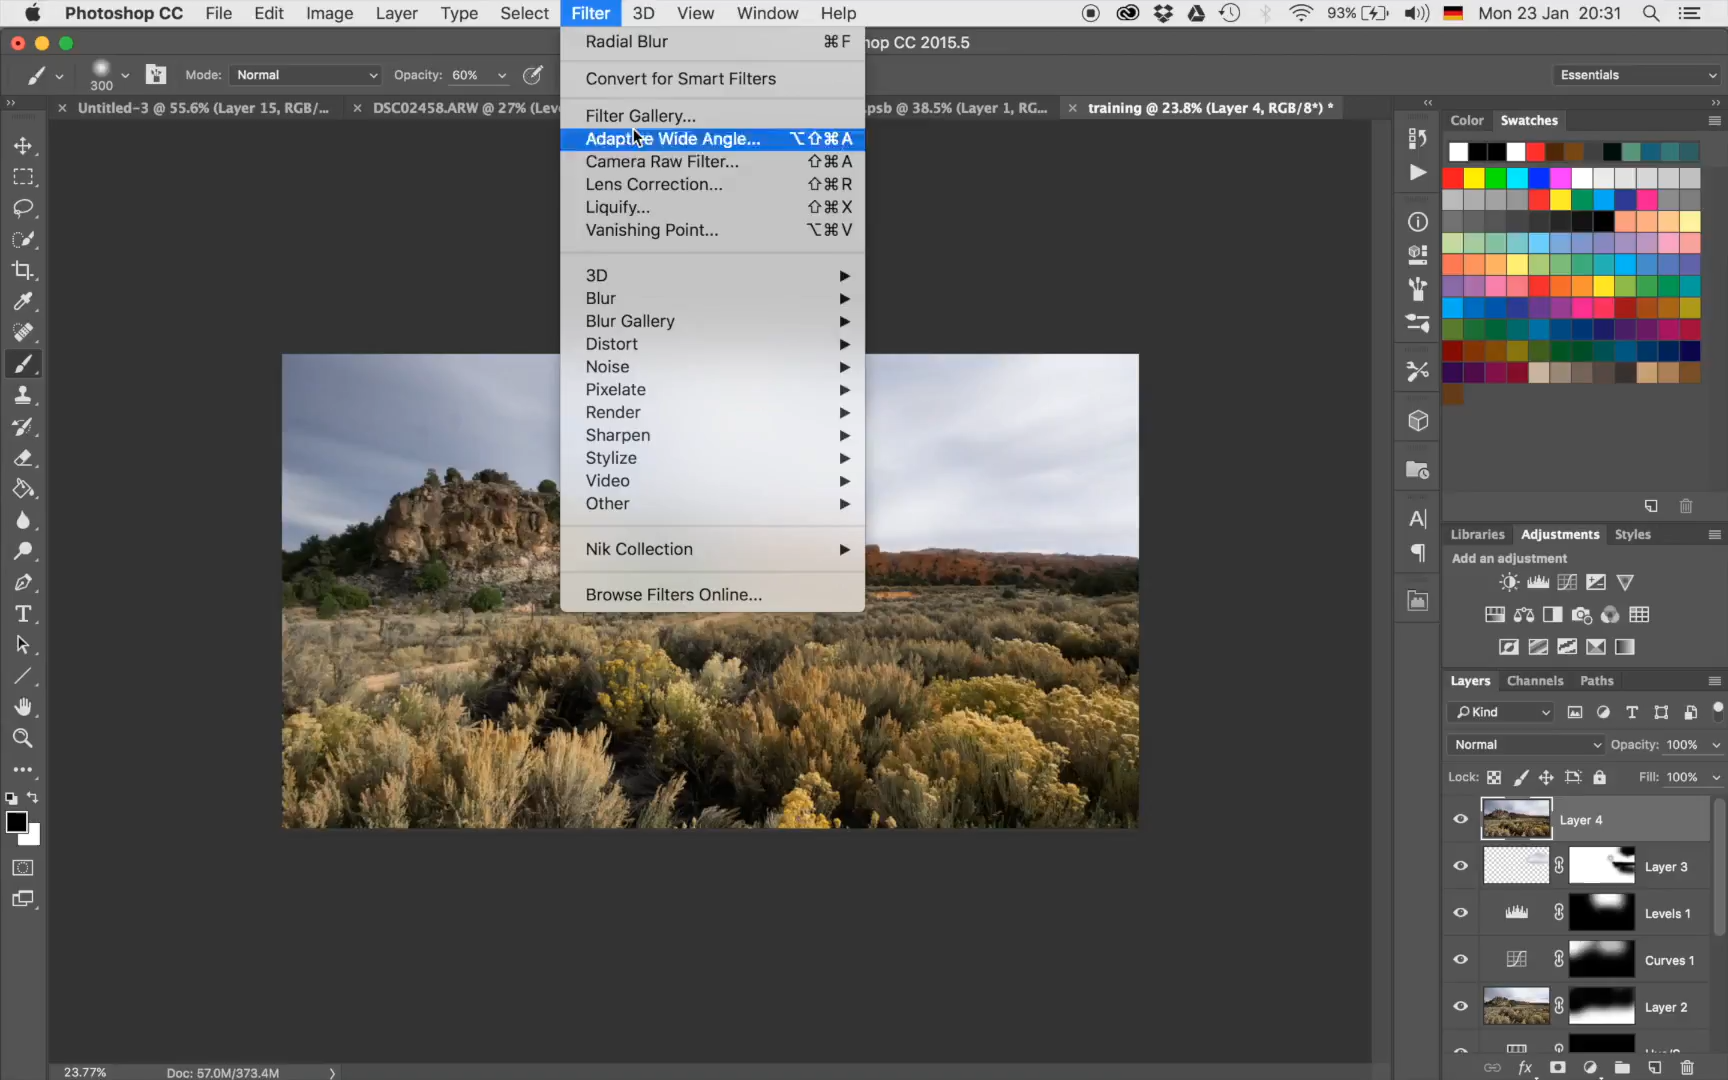 Photoshop CC File Edit Image Layer Type Select Filter 3D View Window Help 93% Mon 23 Jan 20:31
hop CC 2015.5
300 Mode: Normal Opacity: 60% Essentials
Untitled-3 @ 55.6% (Layer 15, RGB/... DSC02458.ARW @ 27% (Lev .psb @ 38.5% (Layer 1, RG... training @ 23.8% (Layer 4, RGB/8*) *
Radial Blur ⌘F
Convert for Smart Filters
Filter Gallery...
Adaptive Wide Angle... ⌥⇧⌘A
Camera Raw Filter... ⇧⌘A
Lens Correction... ⇧⌘R
Liquify... ⇧⌘X
Vanishing Point... ⌥⌘V
3D
Blur
Blur Gallery
Distort
Noise
Pixelate
Render
Sharpen
Stylize
Video
Other
Nik Collection
Browse Filters Online...
Color Swatches
Libraries Adjustments Styles
Add an adjustment
Layers Channels Paths
Kind
Normal Opacity: 100%
Lock: Fill: 100%
Layer 4
Layer 3
Levels 1
Curves 1
Layer 2
23.77% Doc: 57.0M/373.4M